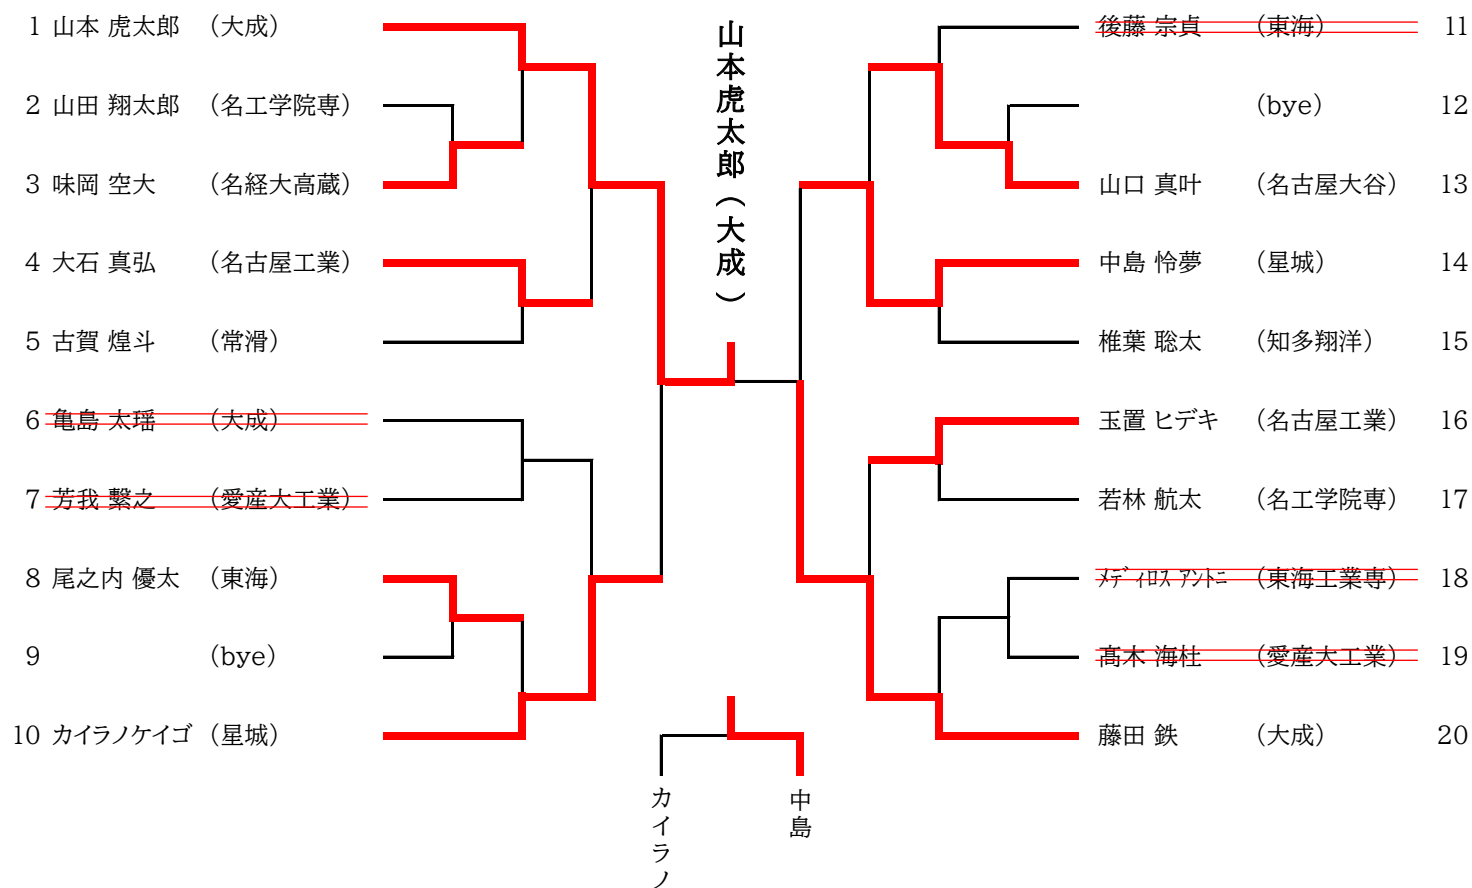 1 山本 虎太郎 （大成）
2 山田 翔太郎 （名工学院専）
3 味岡 空大 （名経大高蔵）
4 大石 真弘 （名古屋工業）
5 古賀 煌斗 （常滑）
6 亀島 太瑶 （大成）
7 芳我 繋之 （愛産大工業）
8 尾之内 優太 （東海）
9 （bye）
10 カイラノケイゴ （星城）
山本虎太郎（大成）
後藤 宗貞 （東海） 11
（bye） 12
山口 真叶 （名古屋大谷） 13
中島 怜夢 （星城） 14
椎葉 聡太 （知多翔洋） 15
玉置 ヒデキ （名古屋工業） 16
若林 航太 （名工学院専） 17
ﾒﾃﾞｨﾛｽ ｱﾝﾄﾆ （東海工業専） 18
髙木 海桂 （愛産大工業） 19
藤田 鉄 （大成） 20
カイラノ
中島